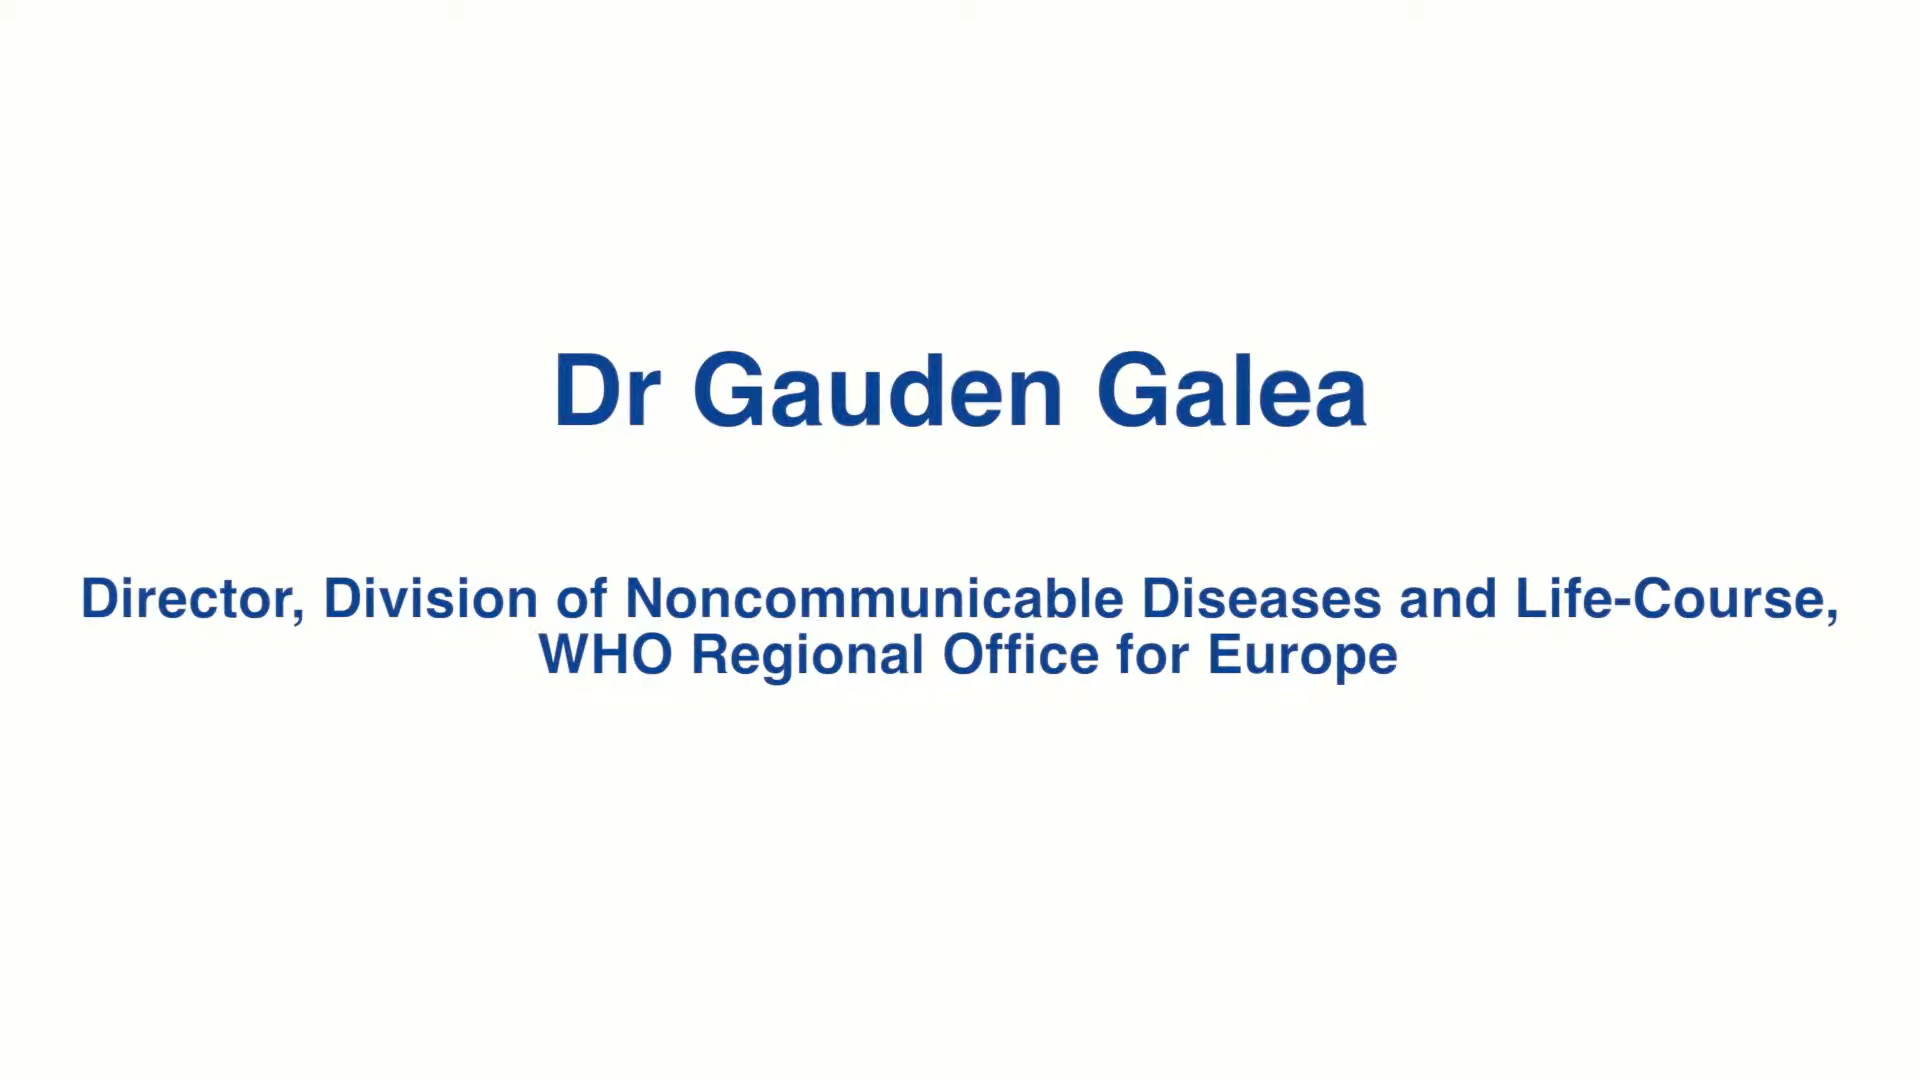 Dr Gauden Galea
Director, Division of Noncommunicable Diseases and Life-Course,
WHO Regional Office for Europe